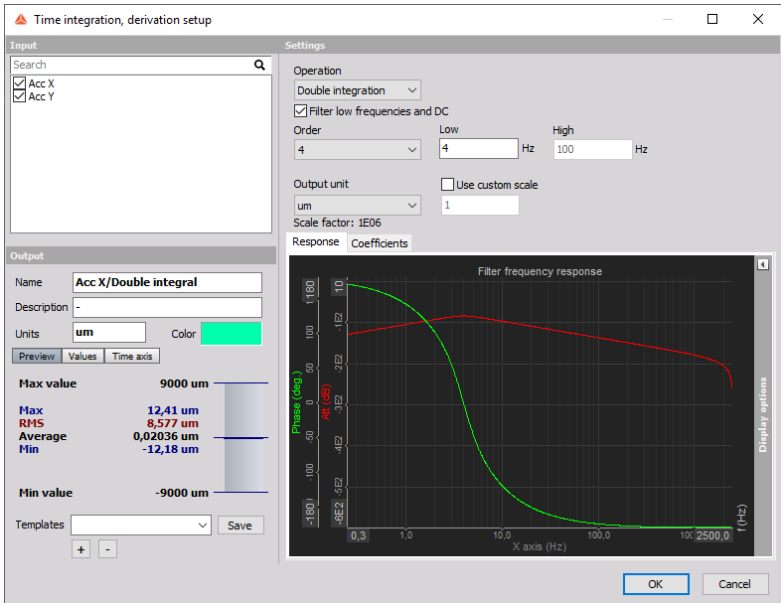 Time integration, derivation setup
Input
Search
Acc X
Acc Y
Output
Name Acc X/Double integral
Description -
Units um Color
Preview Values Time axis
Max value 9000 um
Max 12,41 um
RMS 8,577 um
Average 0,02036 um
Min -12,18 um
Min value -9000 um
Templates Save
+ -
Settings
Operation
Double integration
Filter low frequencies and DC
Order Low High
4 4 Hz 100 Hz
Output unit Use custom scale
um 1
Scale factor: 1E06
Response Coefficients
Filter frequency response
Phase (deg.)
180
100
50
0
-50
-100
-180
Att (dB)
10
-1E2
-2E2
-3E2
-4E2
-5E2
-6E2
0,3 1,0 10,0 100,0 2500,0
X axis (Hz)
f (Hz)
Display options
OK Cancel